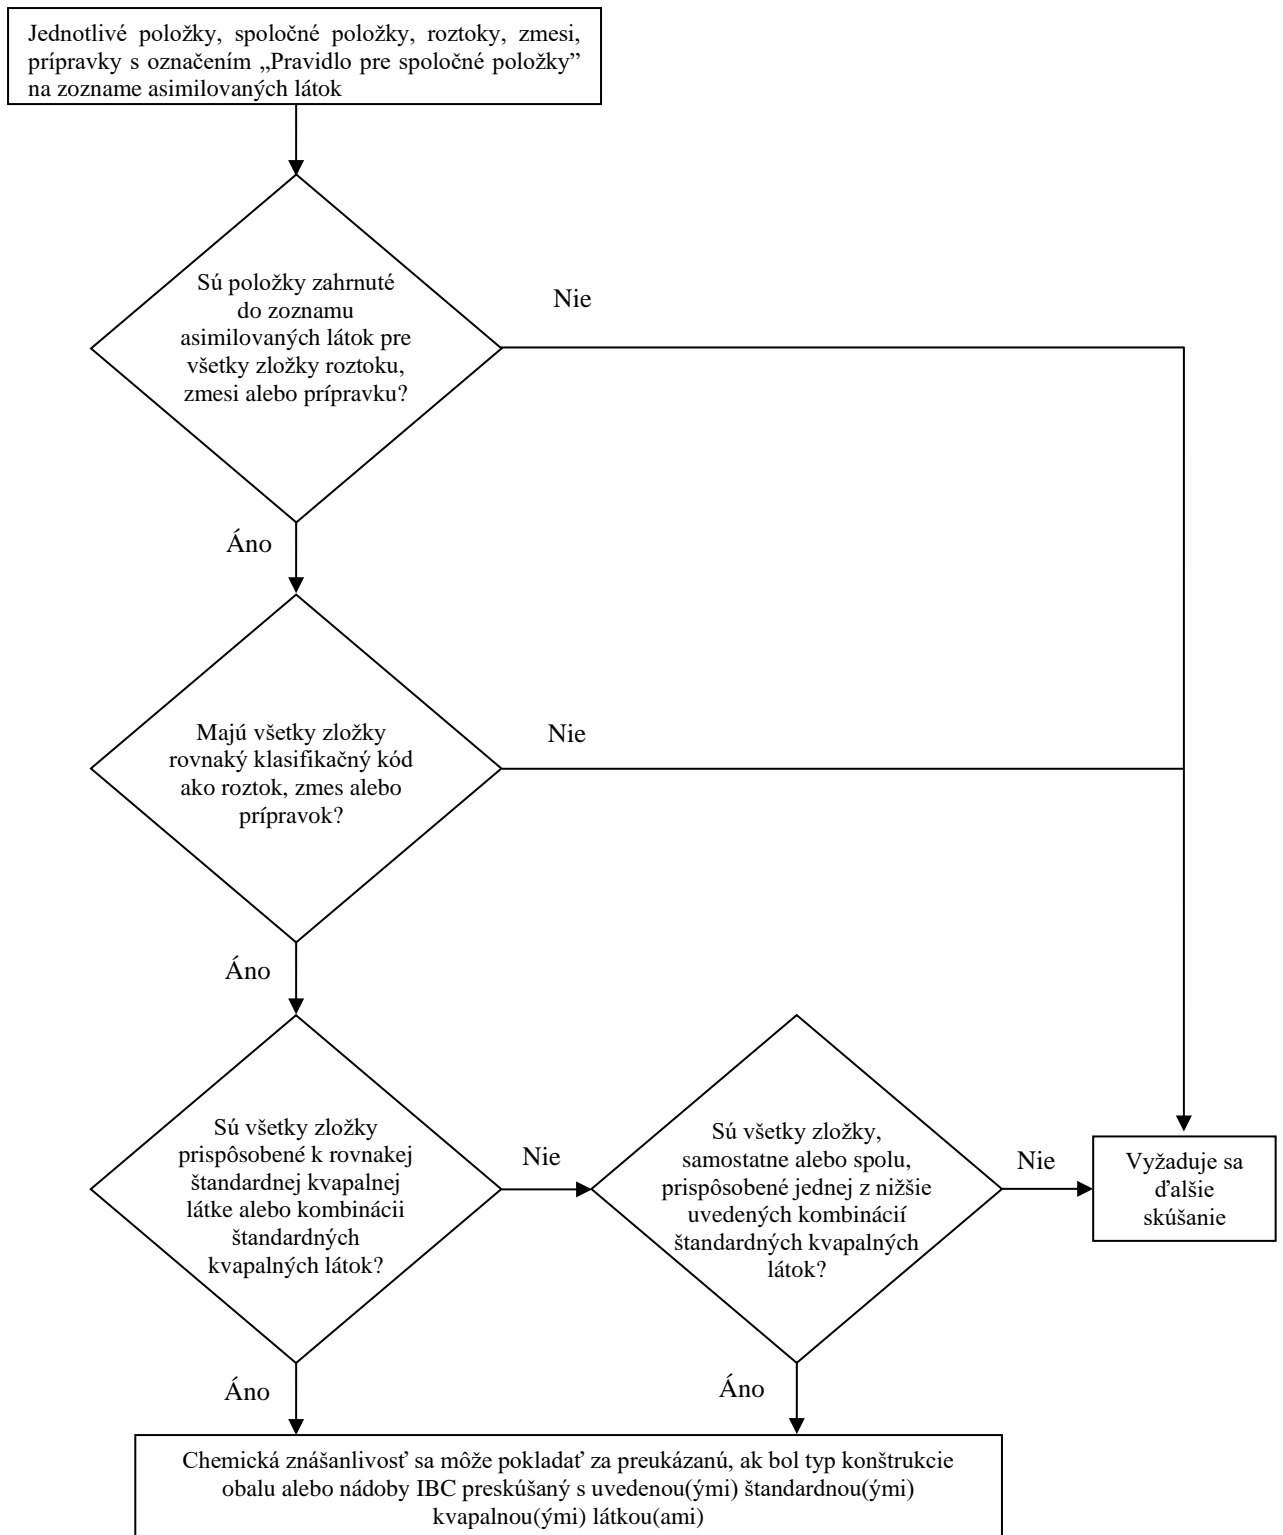 Jednotlivé položky, spoločné položky, roztoky, zmesi,
prípravky s označením „Pravidlo pre spoločné položky”
na zozname asimilovaných látok
Sú položky zahrnuté
do zoznamu
asimilovaných látok pre
všetky zložky roztoku,
zmesi alebo prípravku?
Nie
Áno
Majú všetky zložky
rovnaký klasifikačný kód
ako roztok, zmes alebo
prípravok?
Nie
Áno
Sú všetky zložky
prispôsobené k rovnakej
štandardnej kvapalnej
látke alebo kombinácii
štandardných
kvapalných látok?
Nie
Sú všetky zložky,
samostatne alebo spolu,
prispôsobené jednej z nižšie
uvedených kombinácií
štandardných kvapalných
látok?
Nie
Vyžaduje sa
ďalšie
skúšanie
Áno
Áno
Chemická znášanlivosť sa môže pokladať za preukázanú, ak bol typ konštrukcie
obalu alebo nádoby IBC preskúšaný s uvedenou(ými) štandardnou(ými)
kvapalnou(ými) látkou(ami)